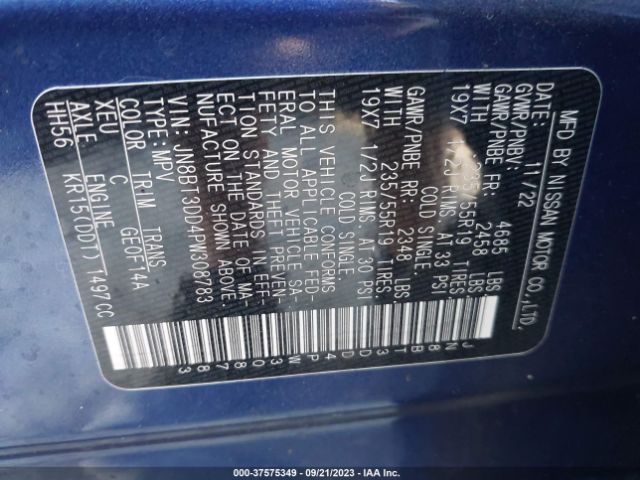 MFD BY NISSAN MOTOR CO.,LTD.
DATE: 11/22
GVWR/PNBV: 4685 LBS
GAWR/PNBE FR: 2458 LBS
WITH 235/55R19 TIRES
19X7 1/2J RIMS. AT 33 PSI
COLD SINGLE.
GAWR/PNBE RR: 2348 LBS
WITH 235/55R19 TIRES
19X7 1/2J RIMS. AT 30 PSI
COLD SINGLE.
THIS VEHICLE CONFORMS
TO ALL APPLICABLE FED-
ERAL MOTOR VEHICLE SA-
FETY AND THEFT PREVEN-
TION STANDARDS IN EFF-
ECT ON THE DATE OF MA-
NUFACTURE SHOWN ABOVE.
VIN: JN8BT3DD4PW308783
TYPE: MPV
COLOR TRIM TRANS
XEU C GEOF14A
AXLE ENGINE
HH56 KR15(DDT) 1497CC
JN8BT3DD4PW308783
© COPART - 37575349 - 09/21/2023 - IAA Inc.